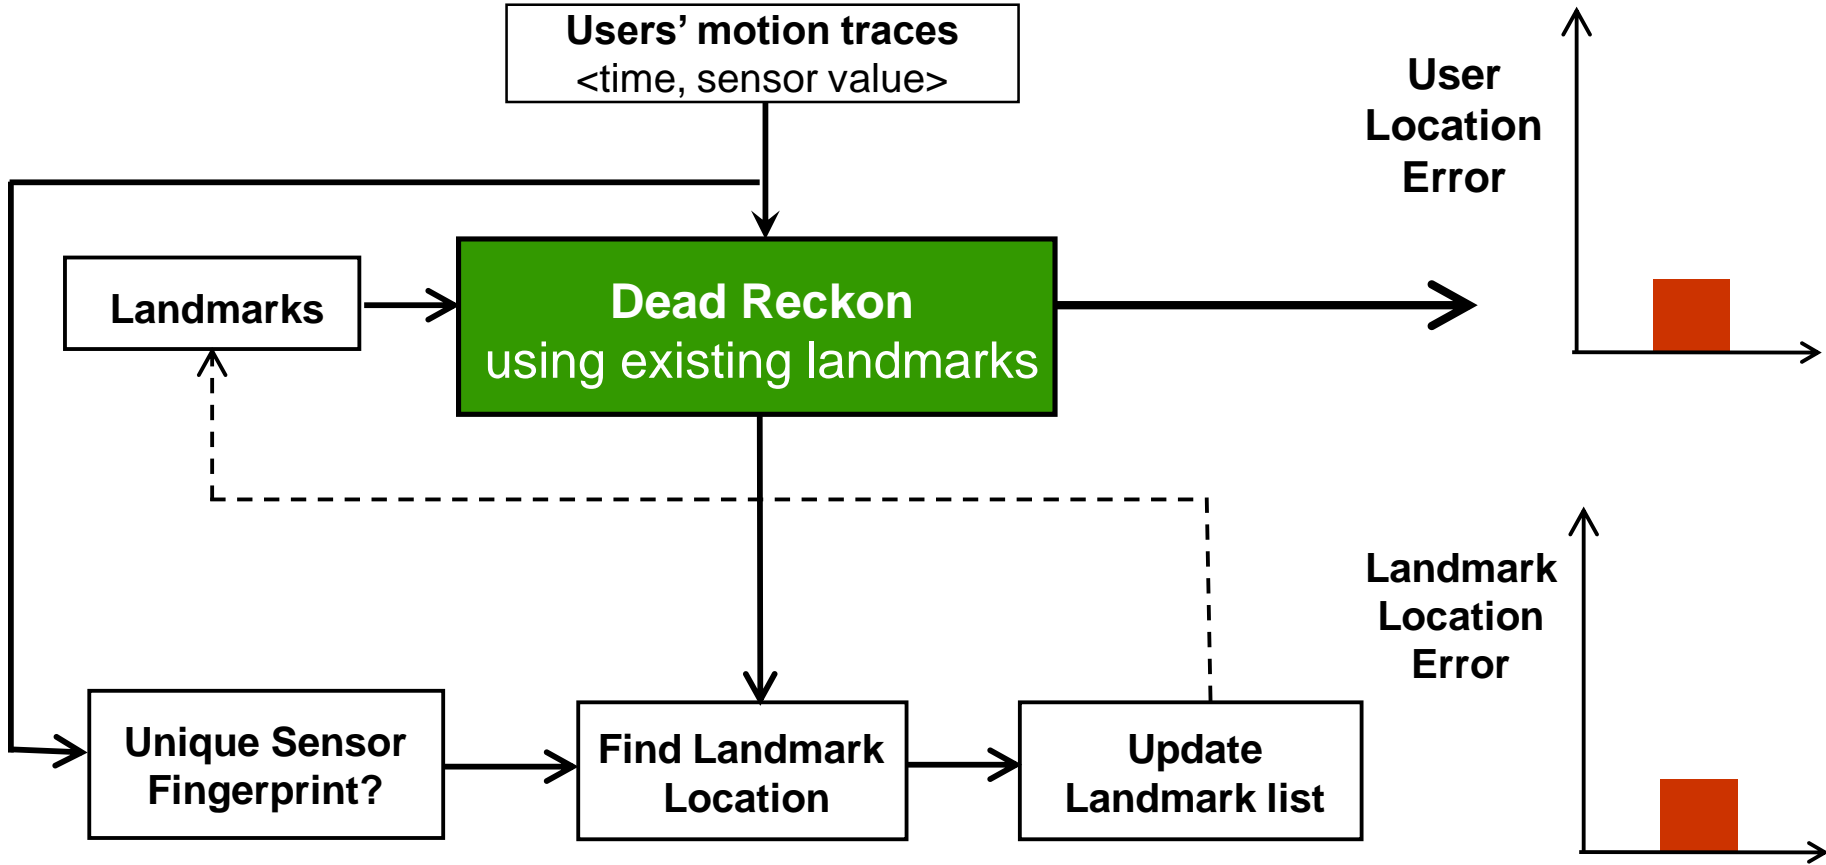 Users’ motion traces
<time, sensor value>
User
Location
Error
Landmarks
Dead Reckon
using existing landmarks
Landmark
Location
Error
Unique Sensor
Fingerprint?
Find Landmark
Location
Update
Landmark list